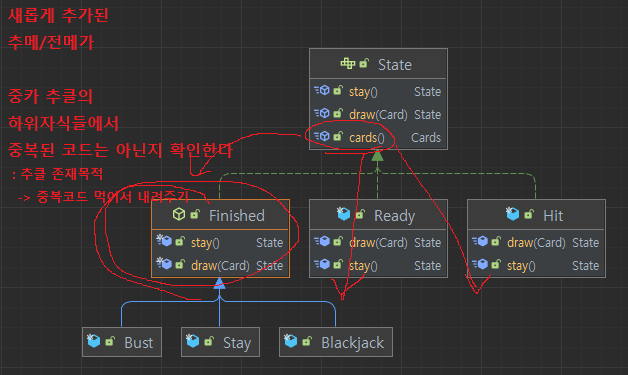 새롭게 추가된
추메/전메가
중카 추클의
하위자식들에서
중복된 코드는 아닌지 확인한다
: 추클 존재목적
-> 중복코드 먹어서 내려주기
State
stay() State
draw(Card) State
cards() Cards
Finished
stay() State
draw(Card) State
Ready
draw(Card) State
stay() State
Hit
draw(Card) State
stay() State
Bust
Stay
Blackjack